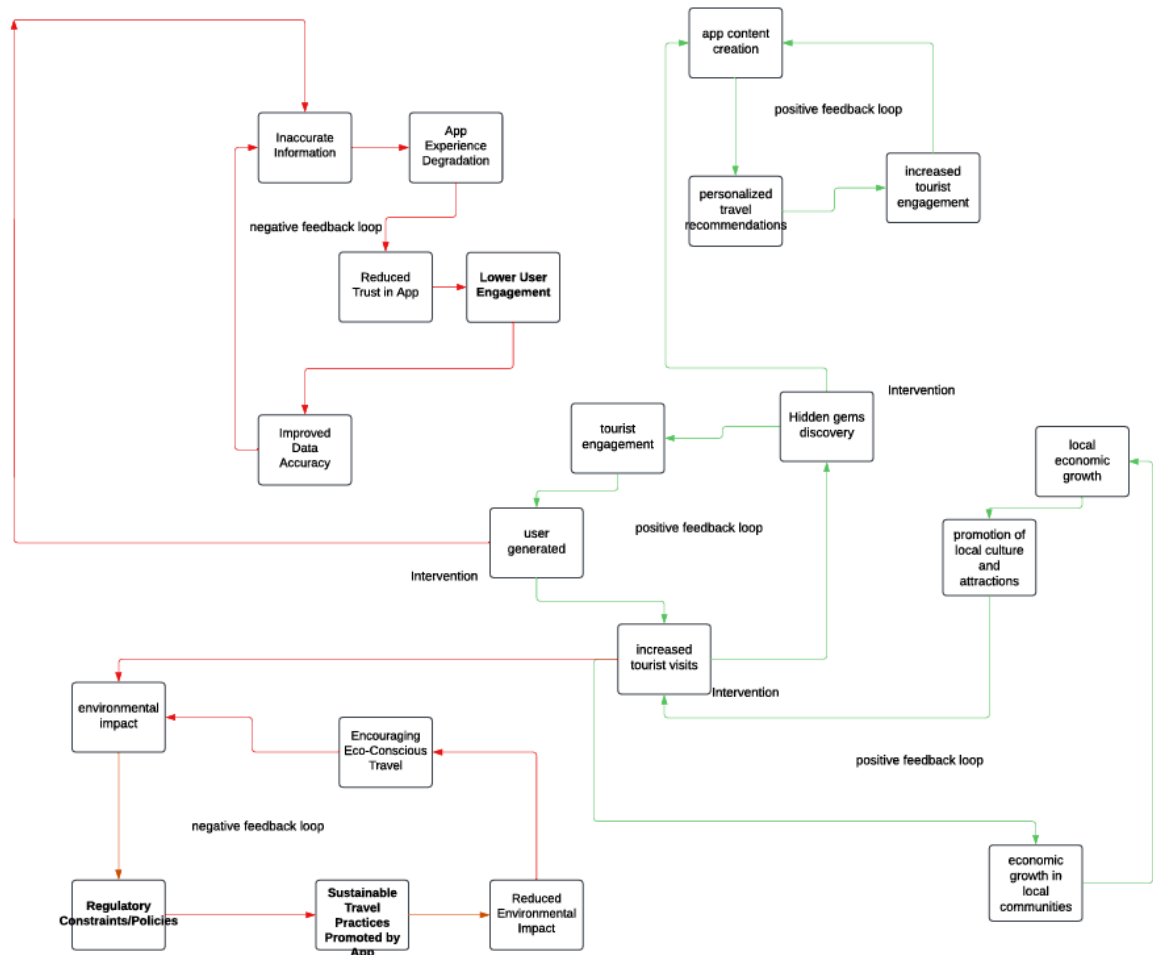 app content
creation
positive feedback loop
Inaccurate
Information
App
Experience
Degradation
increased
tourist
engagement
personalized
travel
recommendations
negative feedback loop
Reduced
Trust in App
Lower User
Engagement
Intervention
Hidden gems
discovery
tourist
engagement
Improved
Data
Accuracy
local
economic
growth
user
generated
positive feedback loop
promotion of
local culture
and
attractions
Intervention
increased
tourist visits
Intervention
environmental
impact
Encouraging
Eco-Conscious
Travel
positive feedback loop
negative feedback loop
economic
growth in
local
communities
Regulatory
Constraints/Policies
Sustainable
Travel
Practices
Promoted by
App
Reduced
Environmental
Impact